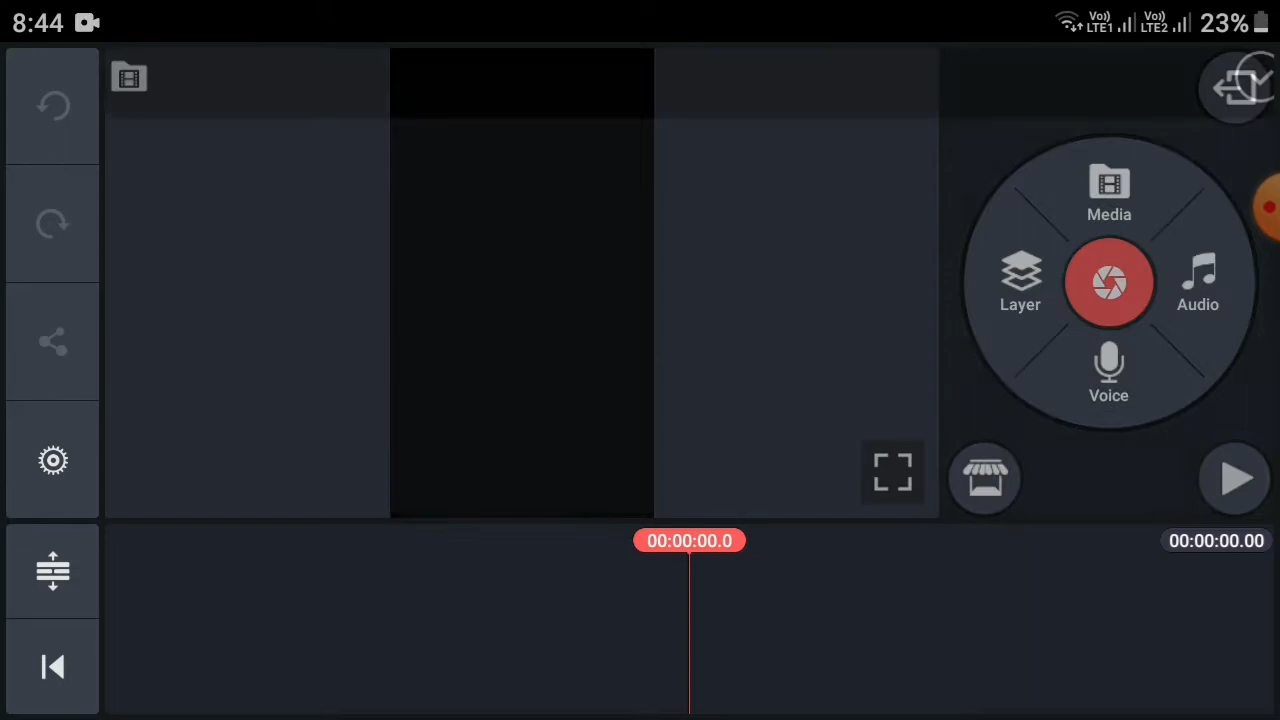 8:44 Vo)) LTE1 Vo)) LTE2 23%
Media
Layer
Audio
Voice
00:00:00.0
00:00:00.00